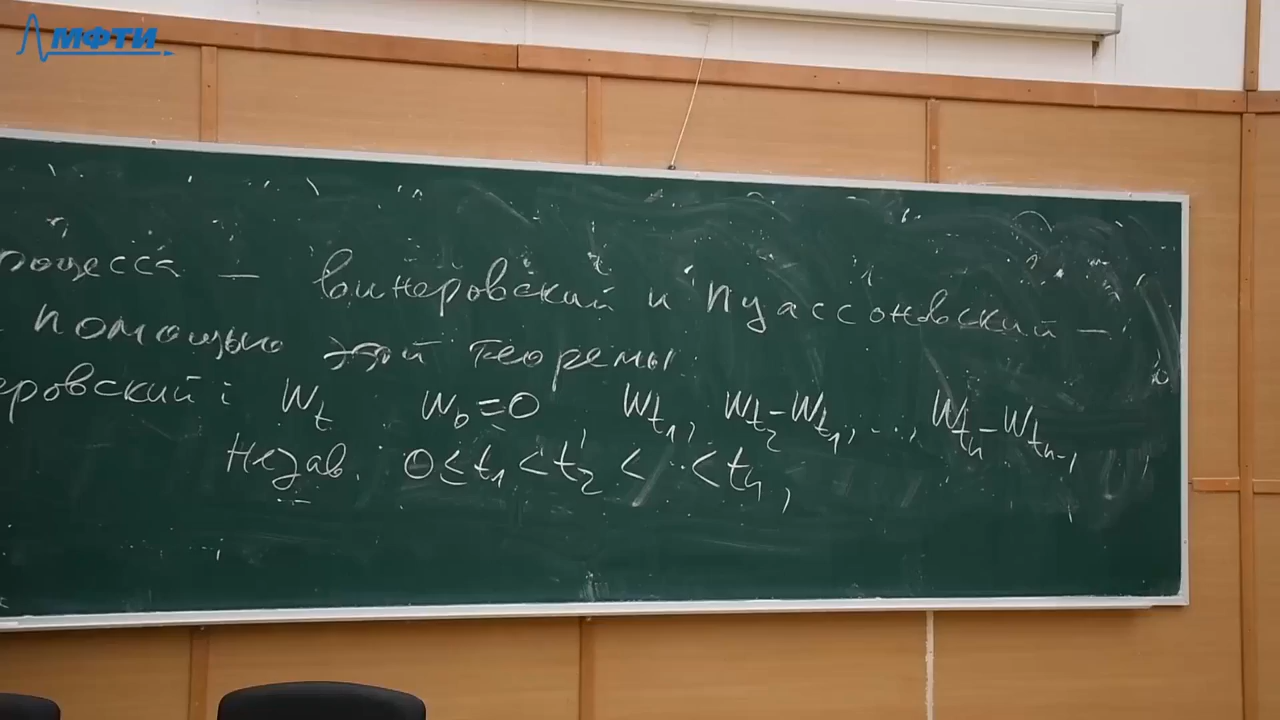 МФТИ
роцесса — винеровский и пуассоновский —
помощью этой теоремы.
еровский: W_t W_0=0 W_{t_1}, W_{t_2}-W_{t_1}, ..., W_{t_n}-W_{t_{n-1}},
незав. 0≤t_1<t_2<...<t_n,